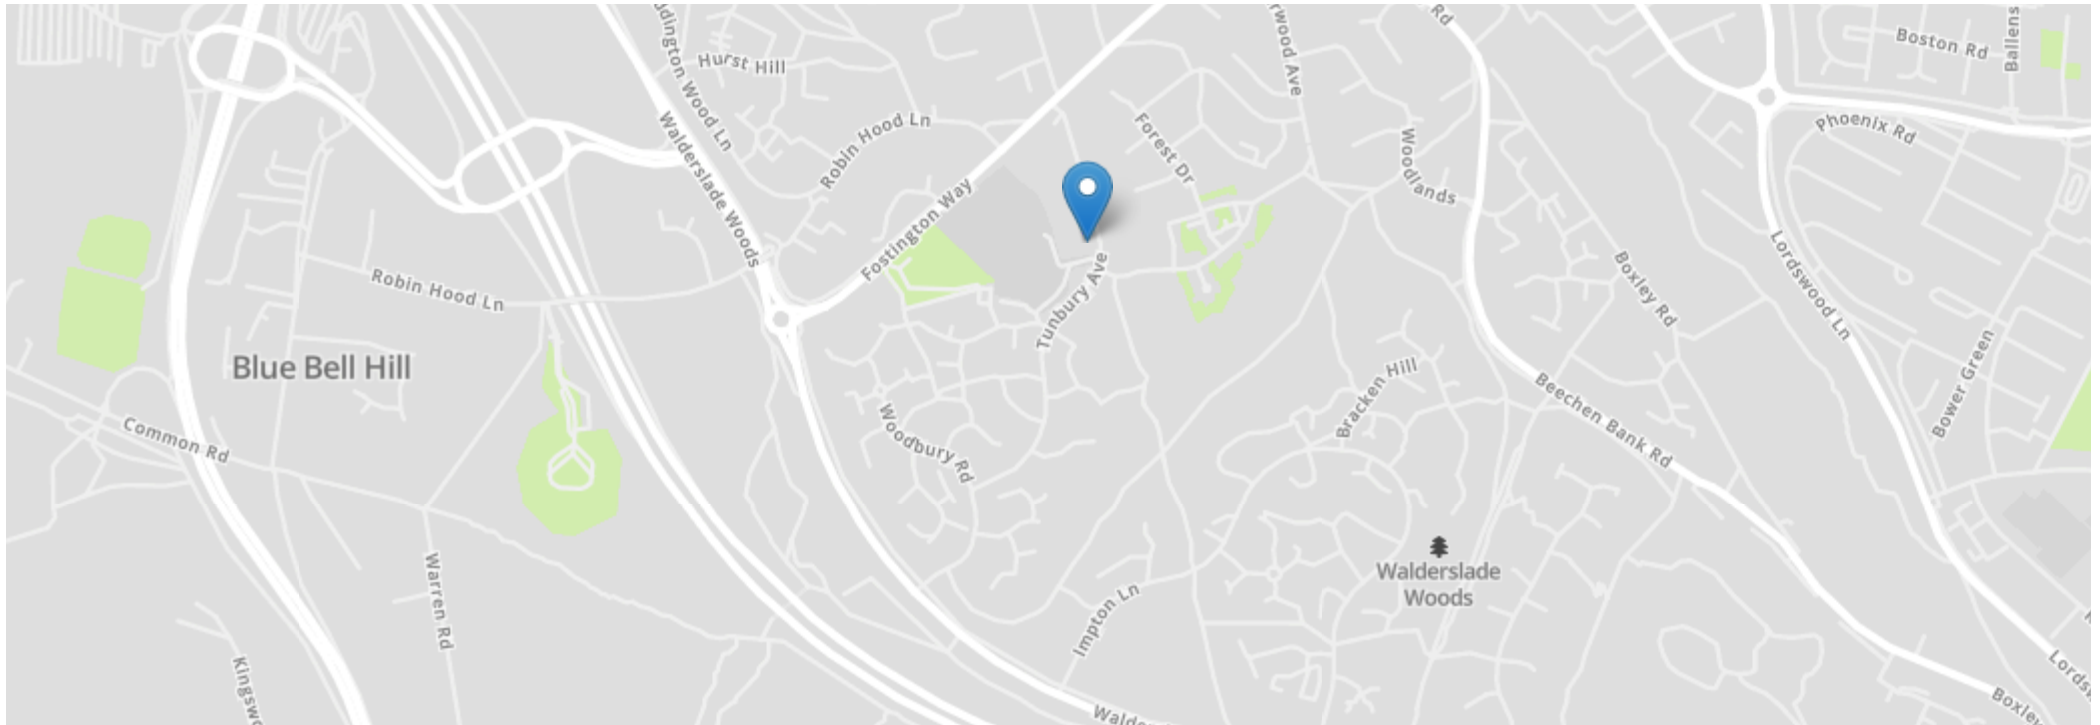 Rd
Boston Rd
Hurst Hill
Phoenix Rd
Robin Hood Ln
Forest Dr
Woodlands
Walderslade Woods
Fostington Way
Robin Hood Ln
Tunbury Ave
Boxley Rd
Lordswood Ln
Blue Bell Hill
Bower Green
Bracken Hill
Beechen Bank Rd
Common Rd
Woodbury Rd
Walderslade
Woods
Warren Rd
Impton Ln